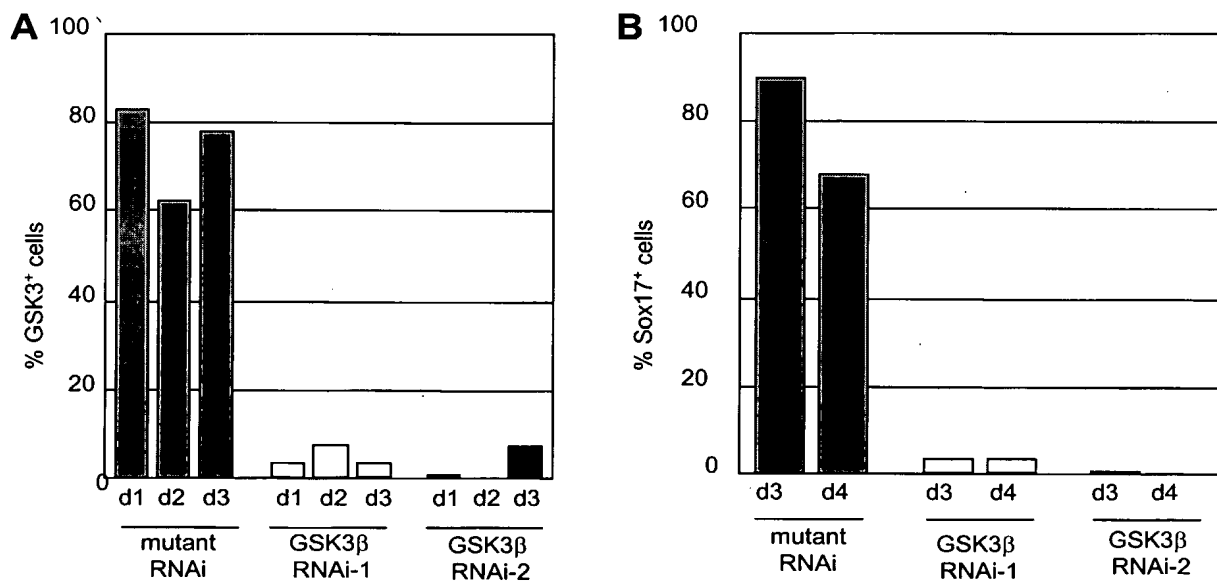 A
100
80
60
40
20
0
% GSK3+ cells
d1 d2 d3 d1 d2 d3 d1 d2 d3
mutant RNAi
GSK3β RNAi-1
GSK3β RNAi-2
B
100
80
60
40
20
0
% Sox17+ cells
d3 d4 d3 d4 d3 d4
mutant RNAi
GSK3β RNAi-1
GSK3β RNAi-2